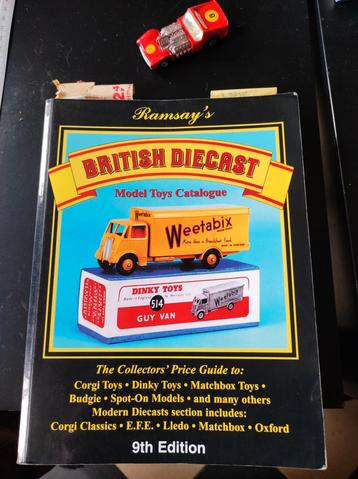 24
Ramsay's
BRITISH DIECAST
Model Toys Catalogue
Weetabix
More than a Breakfast Food
DINKY TOYS
514
GUY VAN
Weetabix
The Collectors' Price Guide to:
Corgi Toys • Dinky Toys • Matchbox Toys •
Budgie • Spot-On Models • and many others
Modern Diecasts section includes:
Corgi Classics • E.F.E. • Lledo • Matchbox • Oxford
9th Edition